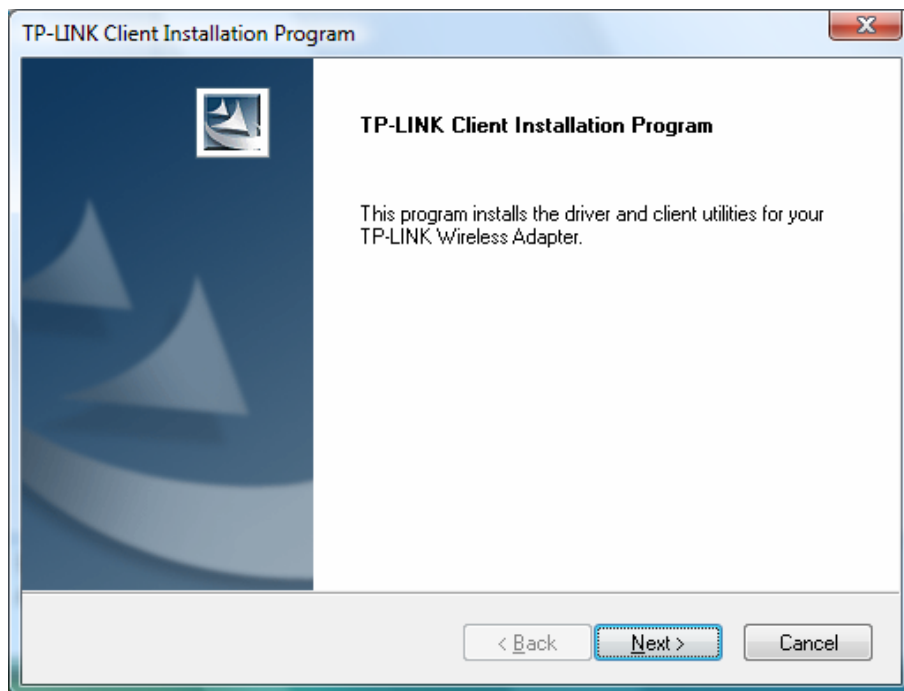 TP-LINK Client Installation Program
TP-LINK Client Installation Program
This program installs the driver and client utilities for your
TP-LINK Wireless Adapter.
< Back Next > Cancel